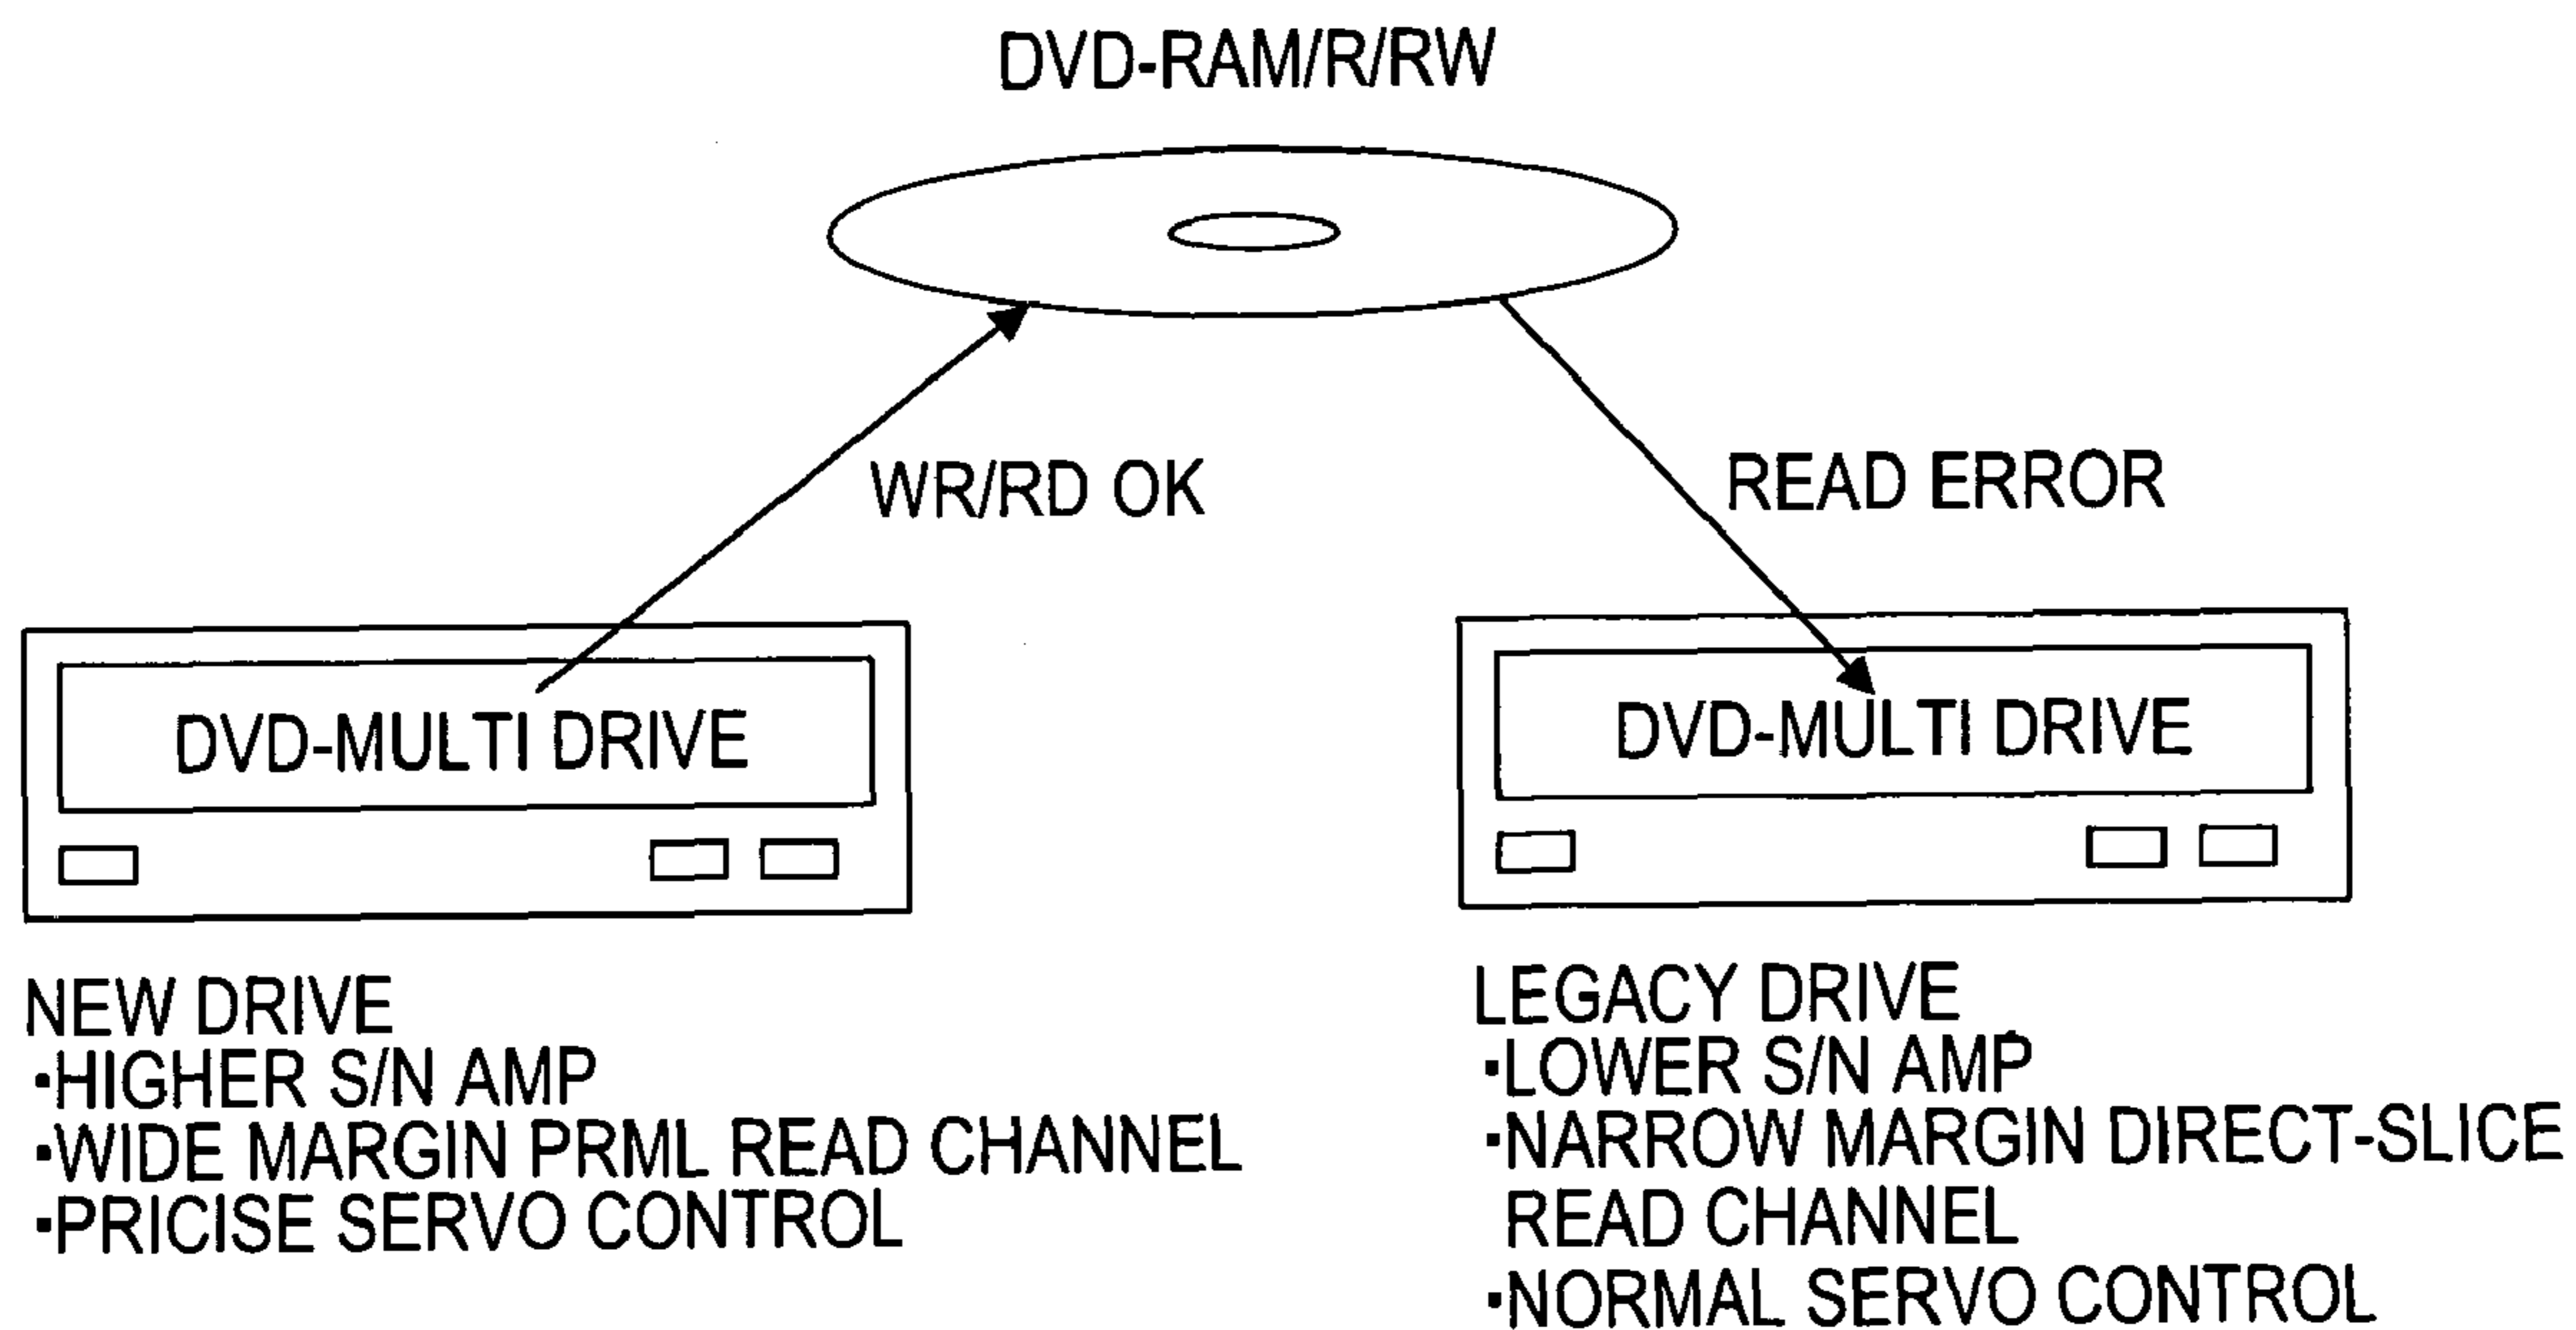 DVD-RAM/R/RW
WR/RD OK
READ ERROR
DVD-MULTI DRIVE
DVD-MULTI DRIVE
NEW DRIVE
·HIGHER S/N AMP
·WIDE MARGIN PRML READ CHANNEL
·PRICISE SERVO CONTROL
LEGACY DRIVE
·LOWER S/N AMP
·NARROW MARGIN DIRECT-SLICE
READ CHANNEL
·NORMAL SERVO CONTROL